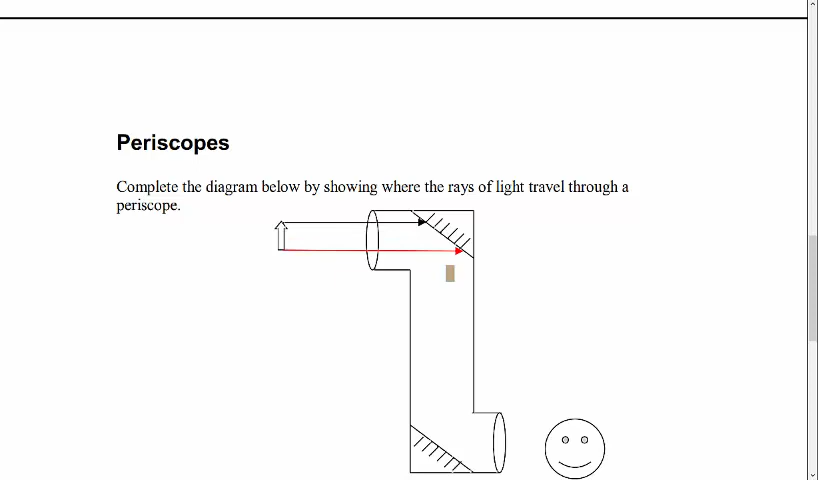 Periscopes
Complete the diagram below by showing where the rays of light travel through a
periscope.